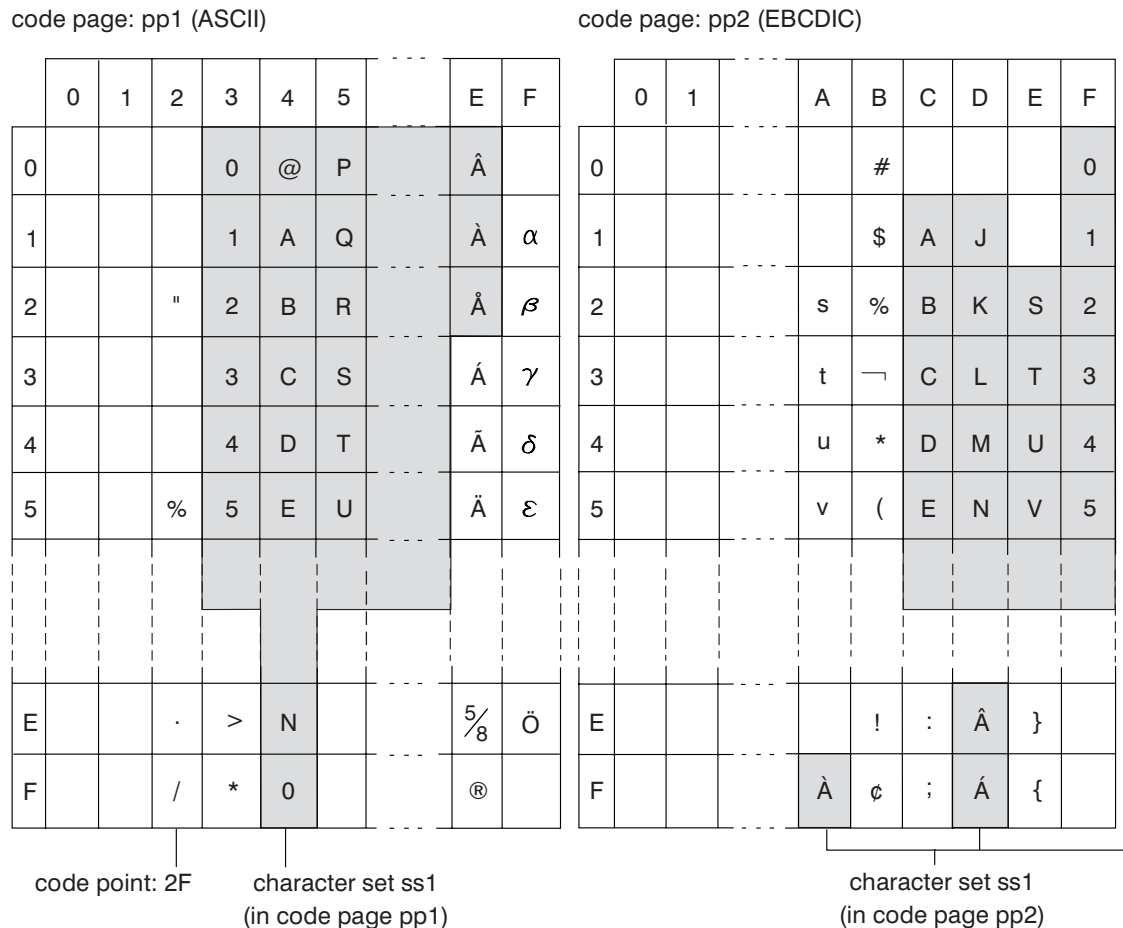 code page: pp1 (ASCII)
code page: pp2 (EBCDIC)
0 1 2 3 4 5 E F
0 1 A B C D E F
0 0 @ P Â
0 # 0
1 1 A Q À α
1 $ A J 1
2 " 2 B R Å β
2 s % B K S 2
3 3 C S Á γ
3 t ¬ C L T 3
4 4 D T Ã δ
4 u * D M U 4
5 % 5 E U Ä ε
5 v ( E N V 5
E · > N 5/8 Ö
E ! : Â }
F / * 0 ®
F À ¢ ; Á {
code point: 2F
character set ss1
(in code page pp1)
character set ss1
(in code page pp2)